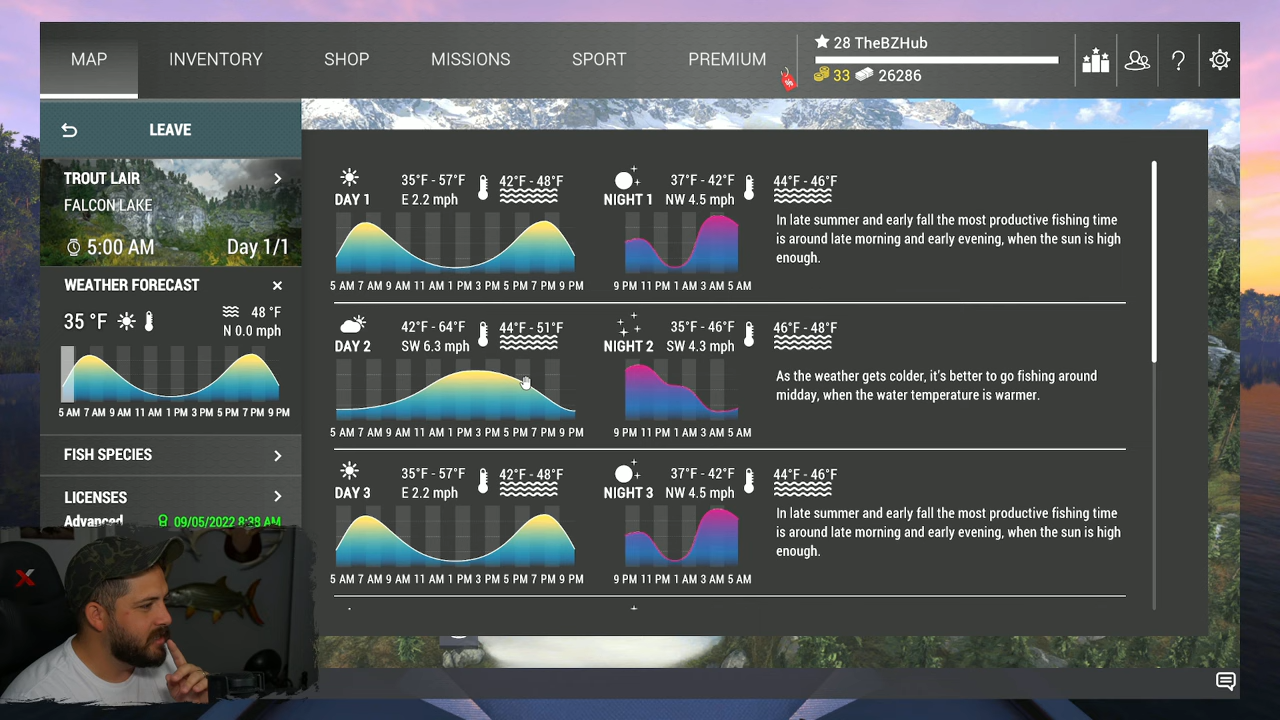 MAP
INVENTORY
SHOP
MISSIONS
SPORT
PREMIUM
28 TheBZHub
33 26286
LEAVE
TROUT LAIR
FALCON LAKE
5:00 AM Day 1/1
WEATHER FORECAST
35 °F 48 °F
N 0.0 mph
5 AM 7 AM 9 AM 11 AM 1 PM 3 PM 5 PM 7 PM 9 PM
FISH SPECIES
LICENSES
Advanced 09/05/2022 8:38 AM
35°F - 57°F 42°F - 48°F
DAY 1 E 2.2 mph
5 AM 7 AM 9 AM 11 AM 1 PM 3 PM 5 PM 7 PM 9 PM
37°F - 42°F 44°F - 46°F
NIGHT 1 NW 4.5 mph
9 PM 11 PM 1 AM 3 AM 5 AM
In late summer and early fall the most productive fishing time
is around late morning and early evening, when the sun is high
enough.
42°F - 64°F 44°F - 51°F
DAY 2 SW 6.3 mph
5 AM 7 AM 9 AM 11 AM 1 PM 3 PM 5 PM 7 PM 9 PM
35°F - 46°F 46°F - 48°F
NIGHT 2 SW 4.3 mph
9 PM 11 PM 1 AM 3 AM 5 AM
As the weather gets colder, it's better to go fishing around
midday, when the water temperature is warmer.
35°F - 57°F 42°F - 48°F
DAY 3 E 2.2 mph
5 AM 7 AM 9 AM 11 AM 1 PM 3 PM 5 PM 7 PM 9 PM
37°F - 42°F 44°F - 46°F
NIGHT 3 NW 4.5 mph
9 PM 11 PM 1 AM 3 AM 5 AM
In late summer and early fall the most productive fishing time
is around late morning and early evening, when the sun is high
enough.